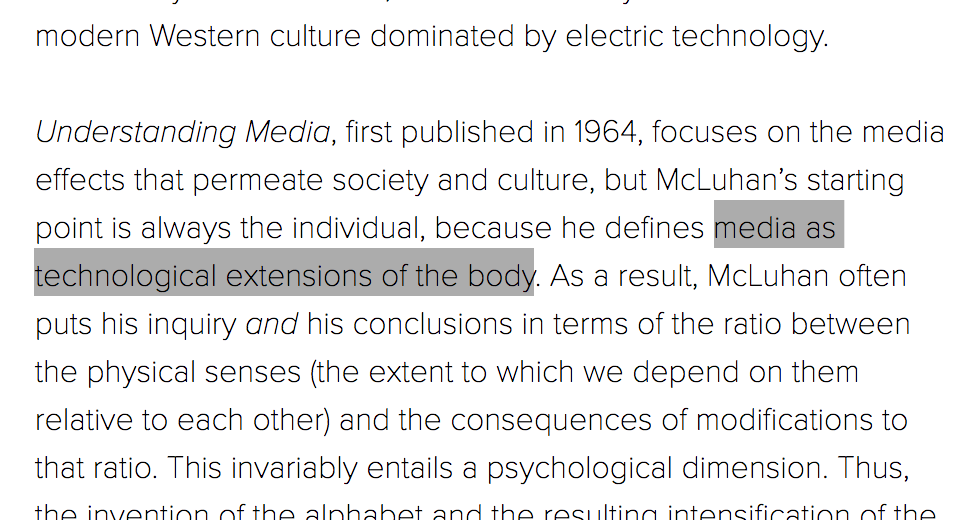 modern Western culture dominated by electric technology.
Understanding Media, first published in 1964, focuses on the media
effects that permeate society and culture, but McLuhan’s starting
point is always the individual, because he defines media as
technological extensions of the body. As a result, McLuhan often
puts his inquiry and his conclusions in terms of the ratio between
the physical senses (the extent to which we depend on them
relative to each other) and the consequences of modifications to
that ratio. This invariably entails a psychological dimension. Thus,
the invention of the alphabet and the resulting intensification of the